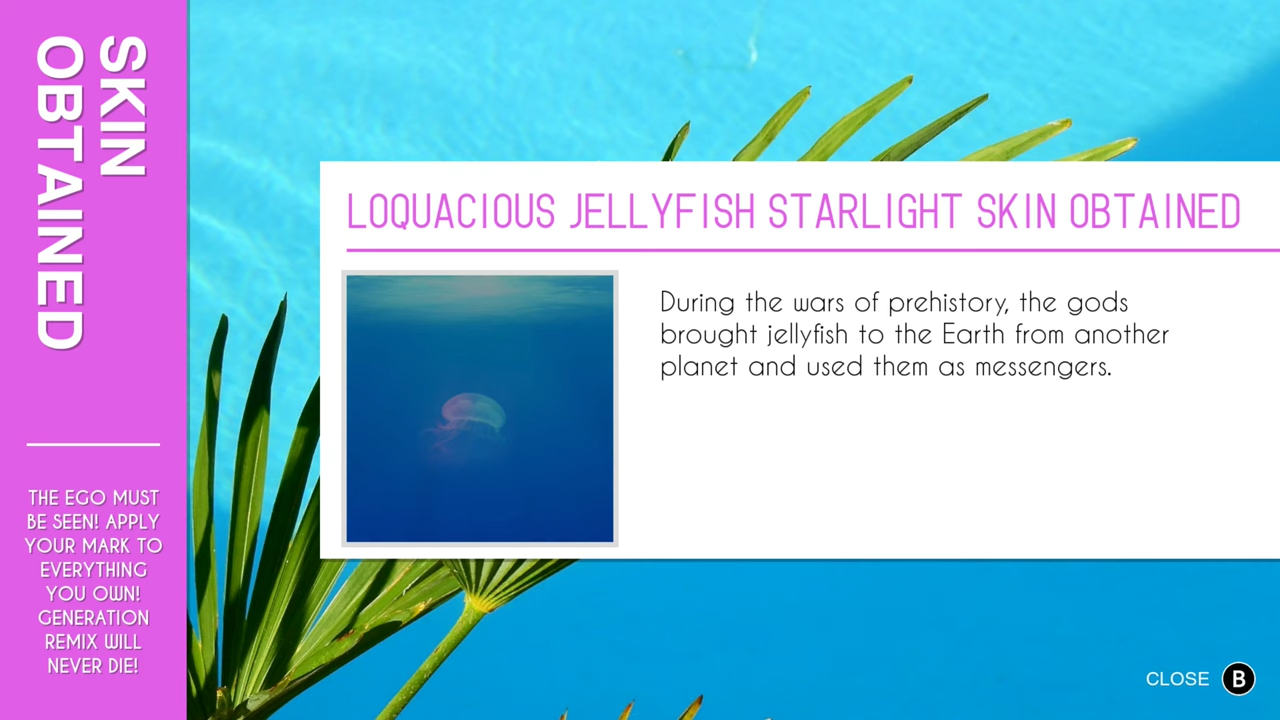 SKIN
OBTAINED
THE EGO MUST
BE SEEN! APPLY
YOUR MARK TO
EVERYTHING
YOU OWN!
GENERATION
REMIX WILL
NEVER DIE!
LOQUACIOUS JELLYFISH STARLIGHT SKIN OBTAINED
During the wars of prehistory, the gods
brought jellyfish to the Earth from another
planet and used them as messengers.
CLOSE B